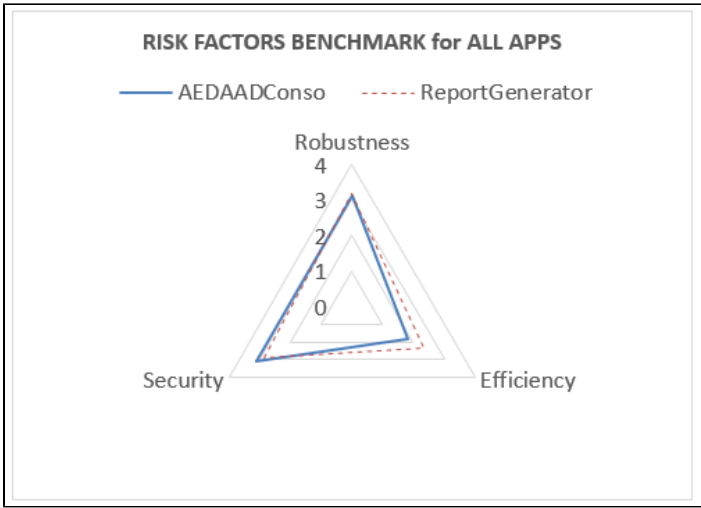 RISK FACTORS BENCHMARK for ALL APPS
AEDAADConso ReportGenerator
Robustness
4
3
2
1
0
Security Efficiency